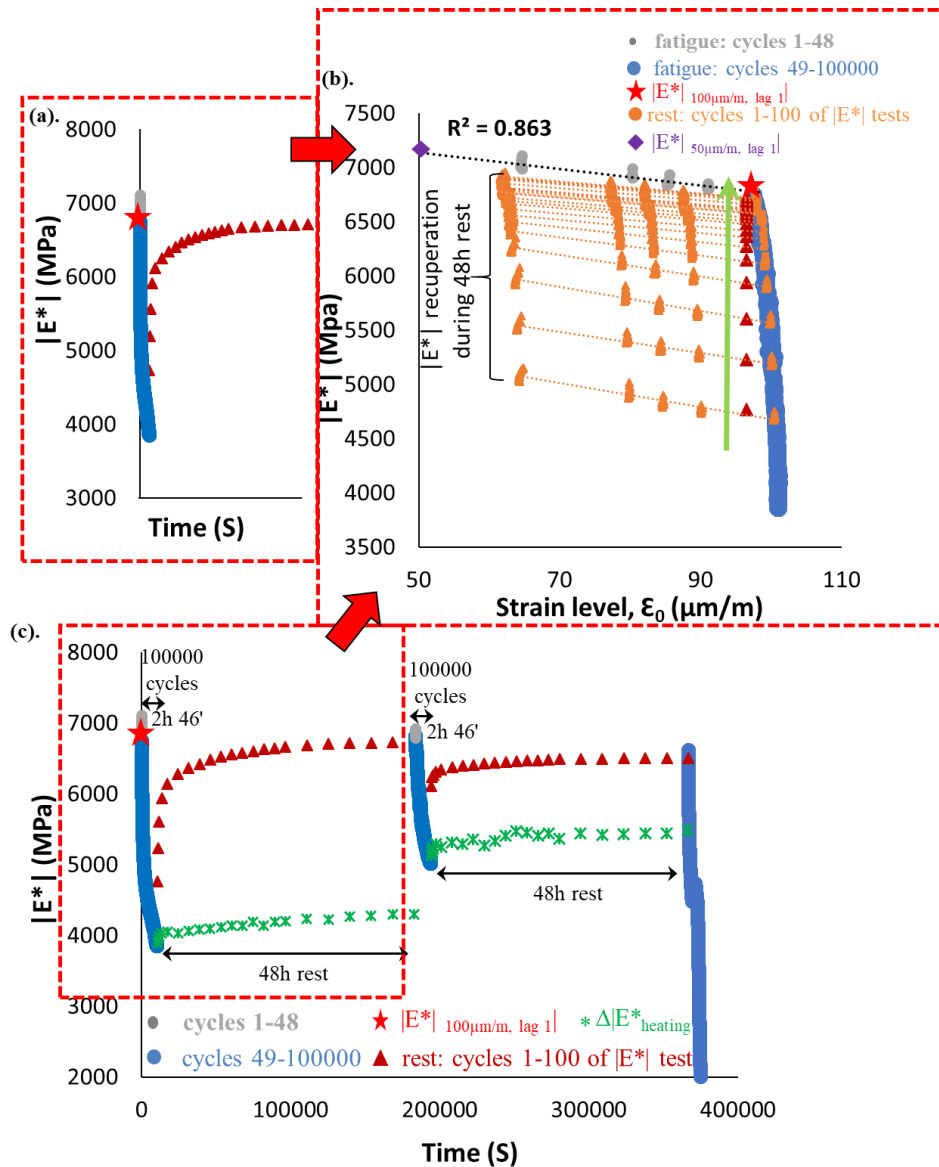 (a).
8000
7000
6000
5000
4000
3000
|E*| (MPa)
Time (S)
(b).
fatigue: cycles 1-48
fatigue: cycles 49-100000
|E*| 100μm/m, lag 1|
rest: cycles 1-100 of |E*| tests
|E*| 50μm/m, lag 1|
R² = 0.863
7500
7000
6500
6000
5500
5000
4500
4000
3500
|E*| (Mpa)
|E*| recuperation
during 48h rest
50
70
90
110
Strain level, Ɛ0 (μm/m)
(c).
8000
7000
6000
5000
4000
3000
2000
|E*| (MPa)
100000
cycles
2h 46'
100000
cycles
2h 46'
48h rest
48h rest
cycles 1-48
|E*| 100μm/m, lag 1|
* Δ|E*heating
cycles 49-100000
rest: cycles 1-100 of |E*| test
0
100000
200000
300000
400000
Time (S)